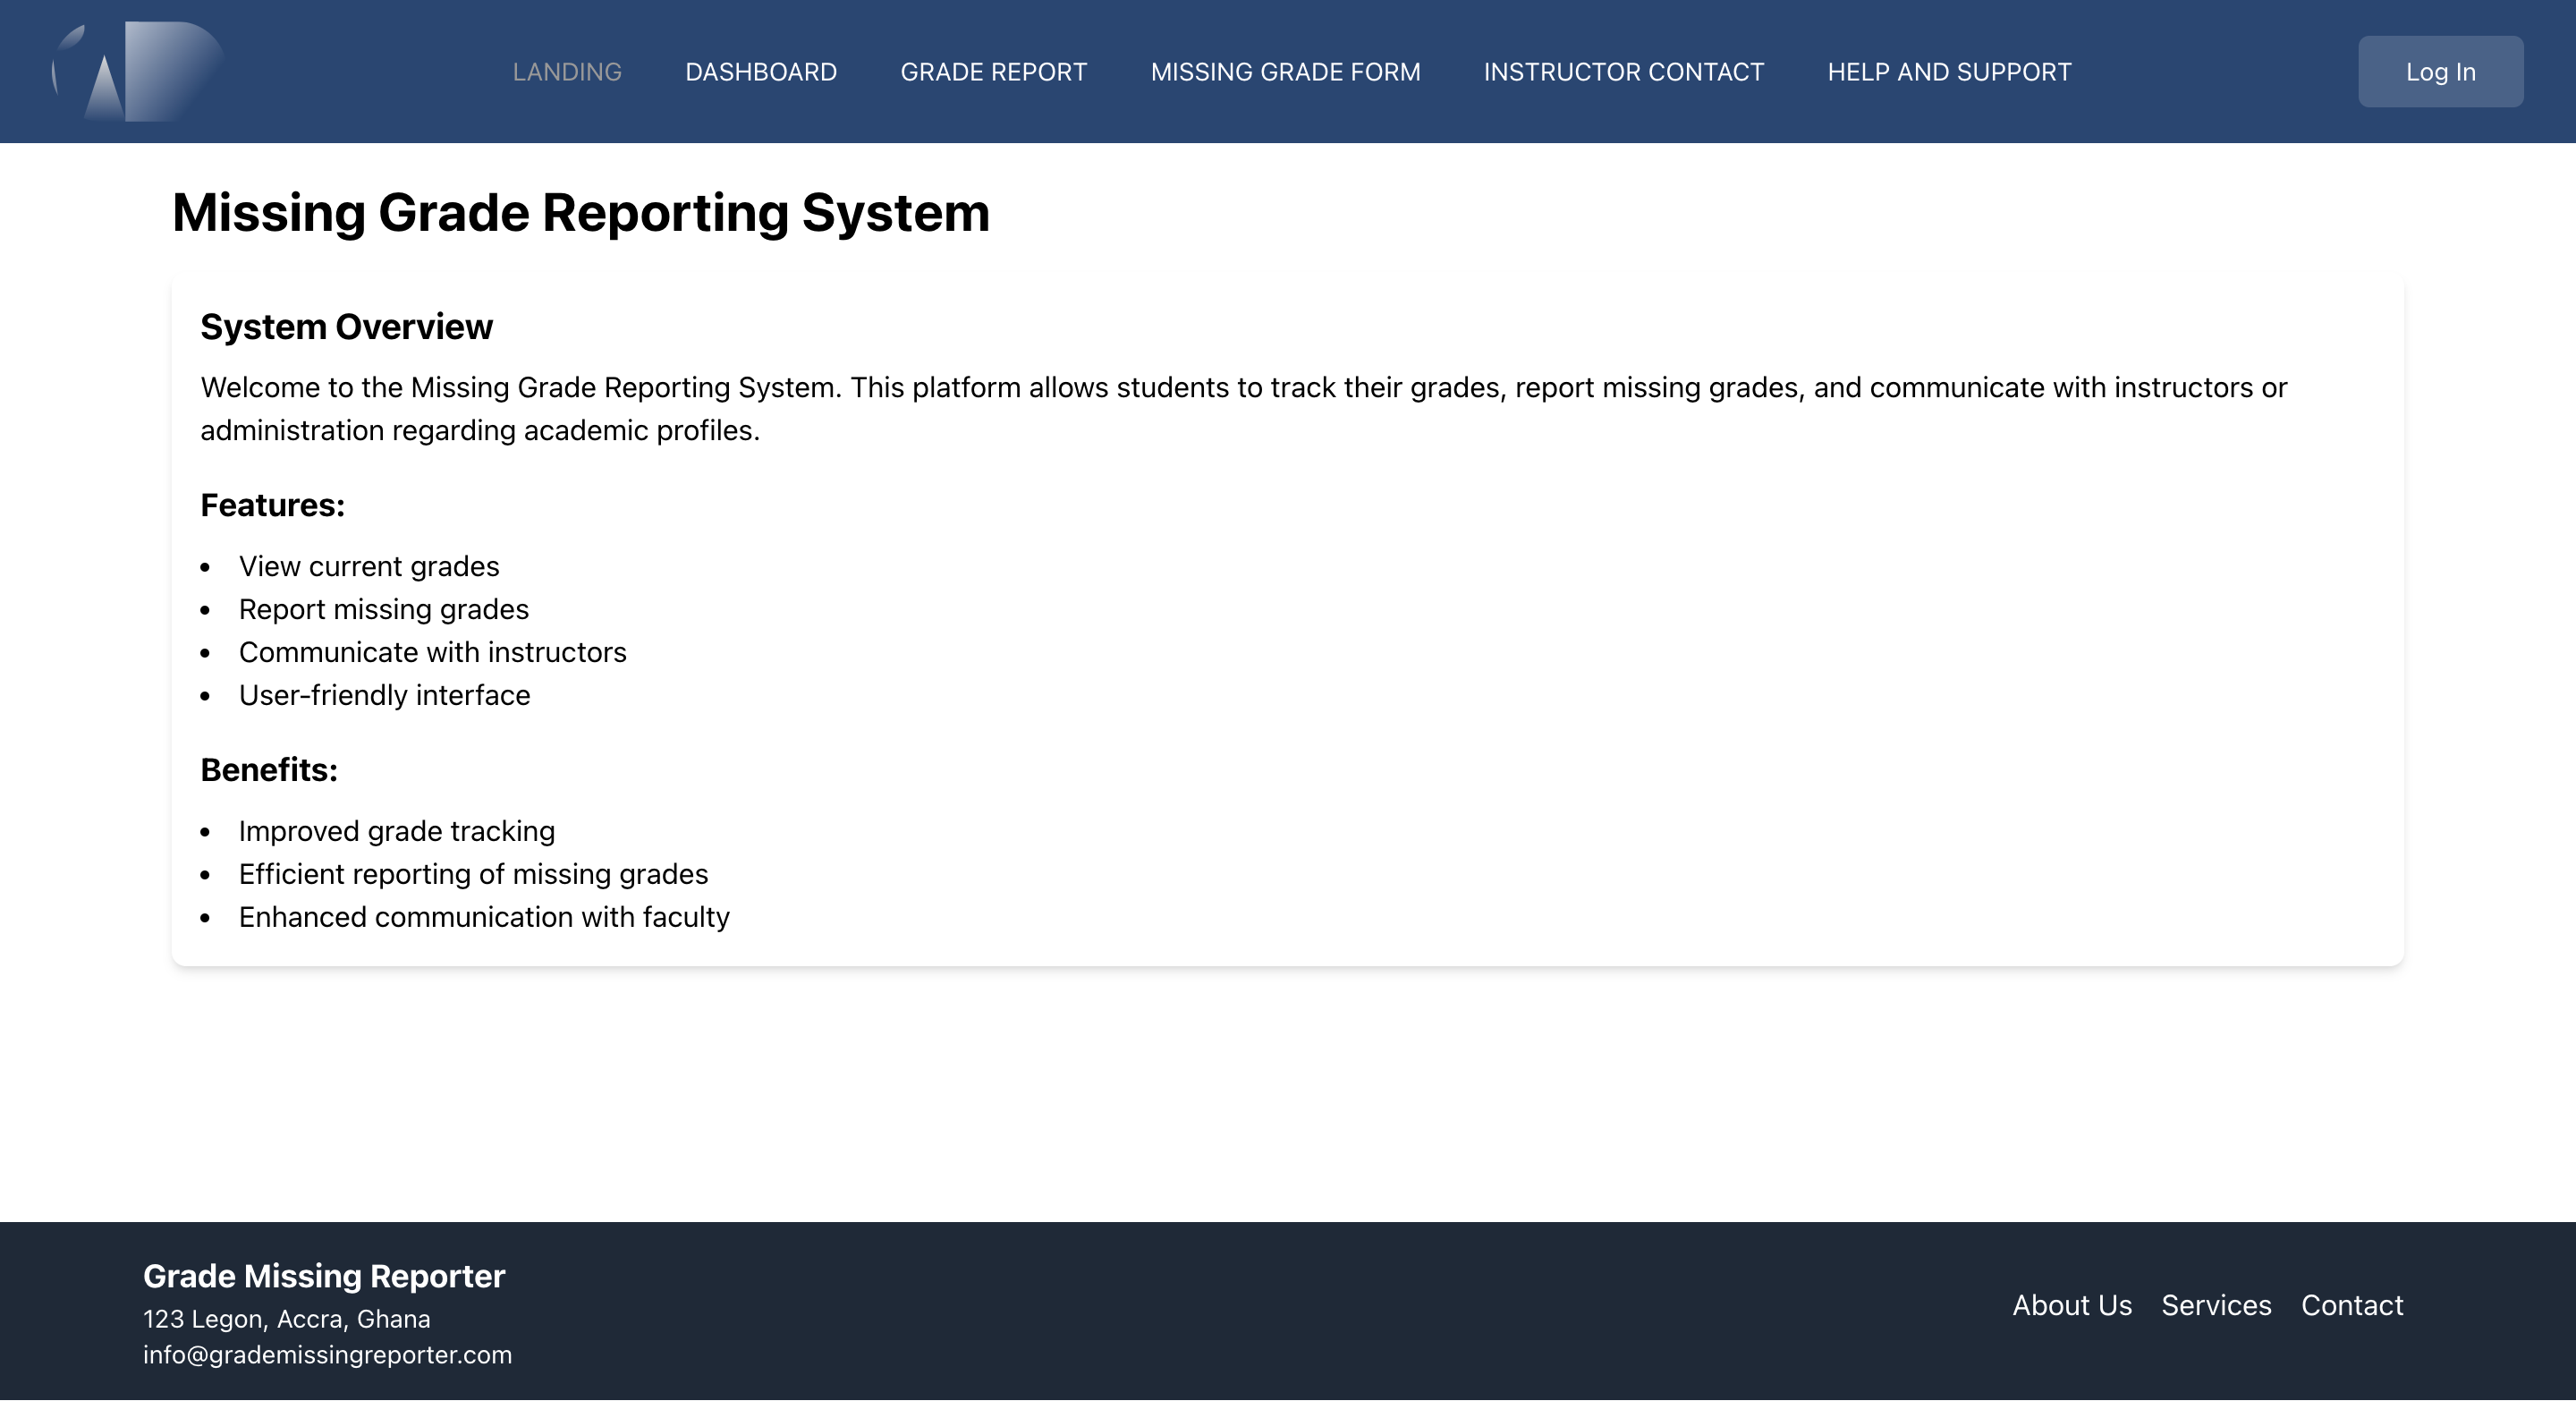 LANDING DASHBOARD GRADE REPORT MISSING GRADE FORM INSTRUCTOR CONTACT HELP AND SUPPORT Log In
Missing Grade Reporting System
System Overview
Welcome to the Missing Grade Reporting System. This platform allows students to track their grades, report missing grades, and communicate with instructors or
administration regarding academic profiles.
Features:
• View current grades
• Report missing grades
• Communicate with instructors
• User-friendly interface
Benefits:
• Improved grade tracking
• Efficient reporting of missing grades
• Enhanced communication with faculty
Grade Missing Reporter
123 Legon, Accra, Ghana
info@grademissingreporter.com
About Us Services Contact